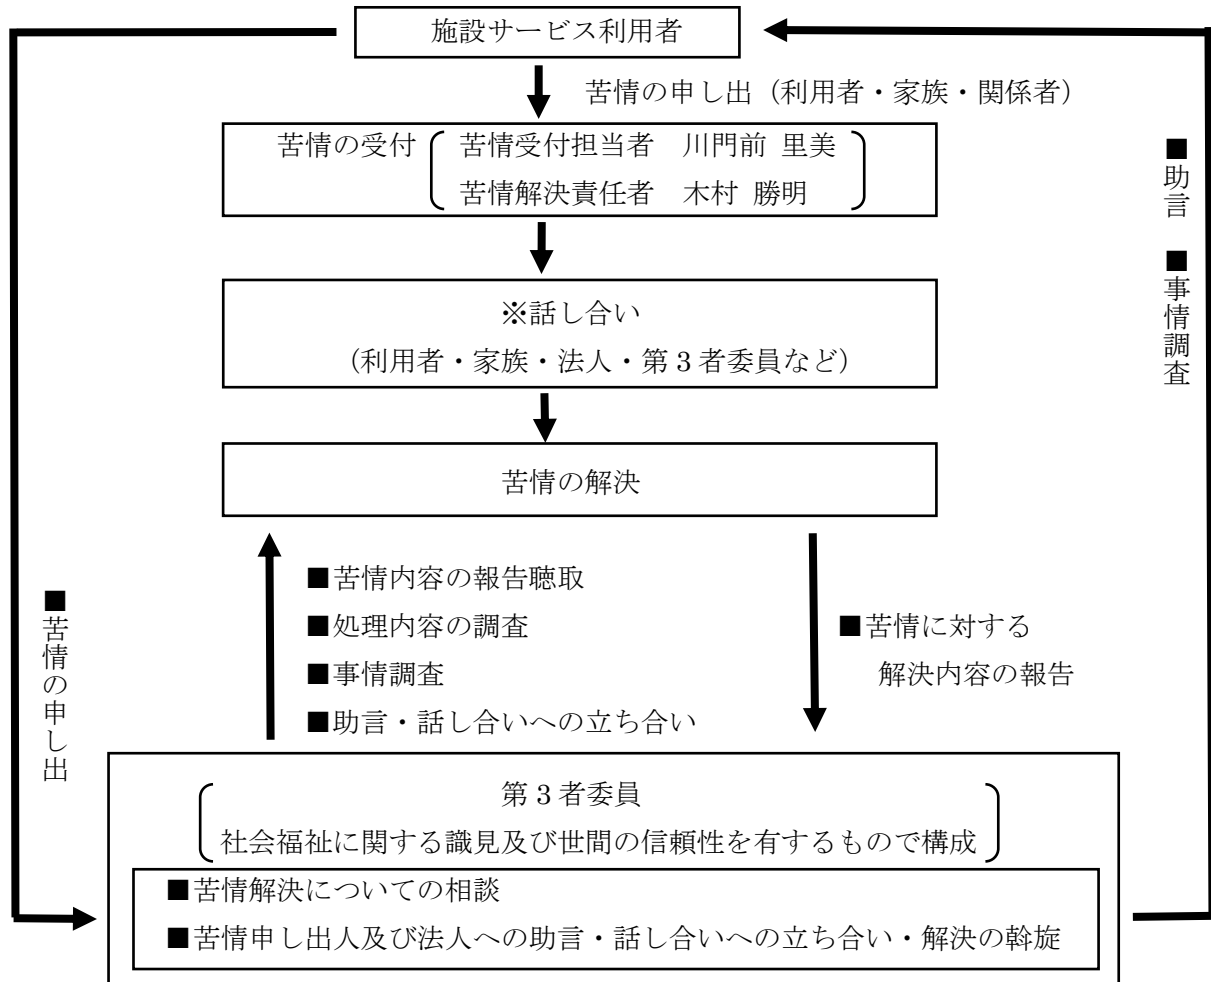 施設サービス利用者
苦情の申し出（利用者・家族・関係者）
苦情の受付 苦情受付担当者 川門前 里美
苦情解決責任者 木村 勝明
■助言 ■事情調査
※話し合い
（利用者・家族・法人・第３者委員など）
苦情の解決
■苦情の申し出
■苦情内容の報告聴取
■処理内容の調査
■事情調査
■助言・話し合いへの立ち合い
■苦情に対する
解決内容の報告
第３者委員
社会福祉に関する識見及び世間の信頼性を有するもので構成
■苦情解決についての相談
■苦情申し出人及び法人への助言・話し合いへの立ち合い・解決の斡旋